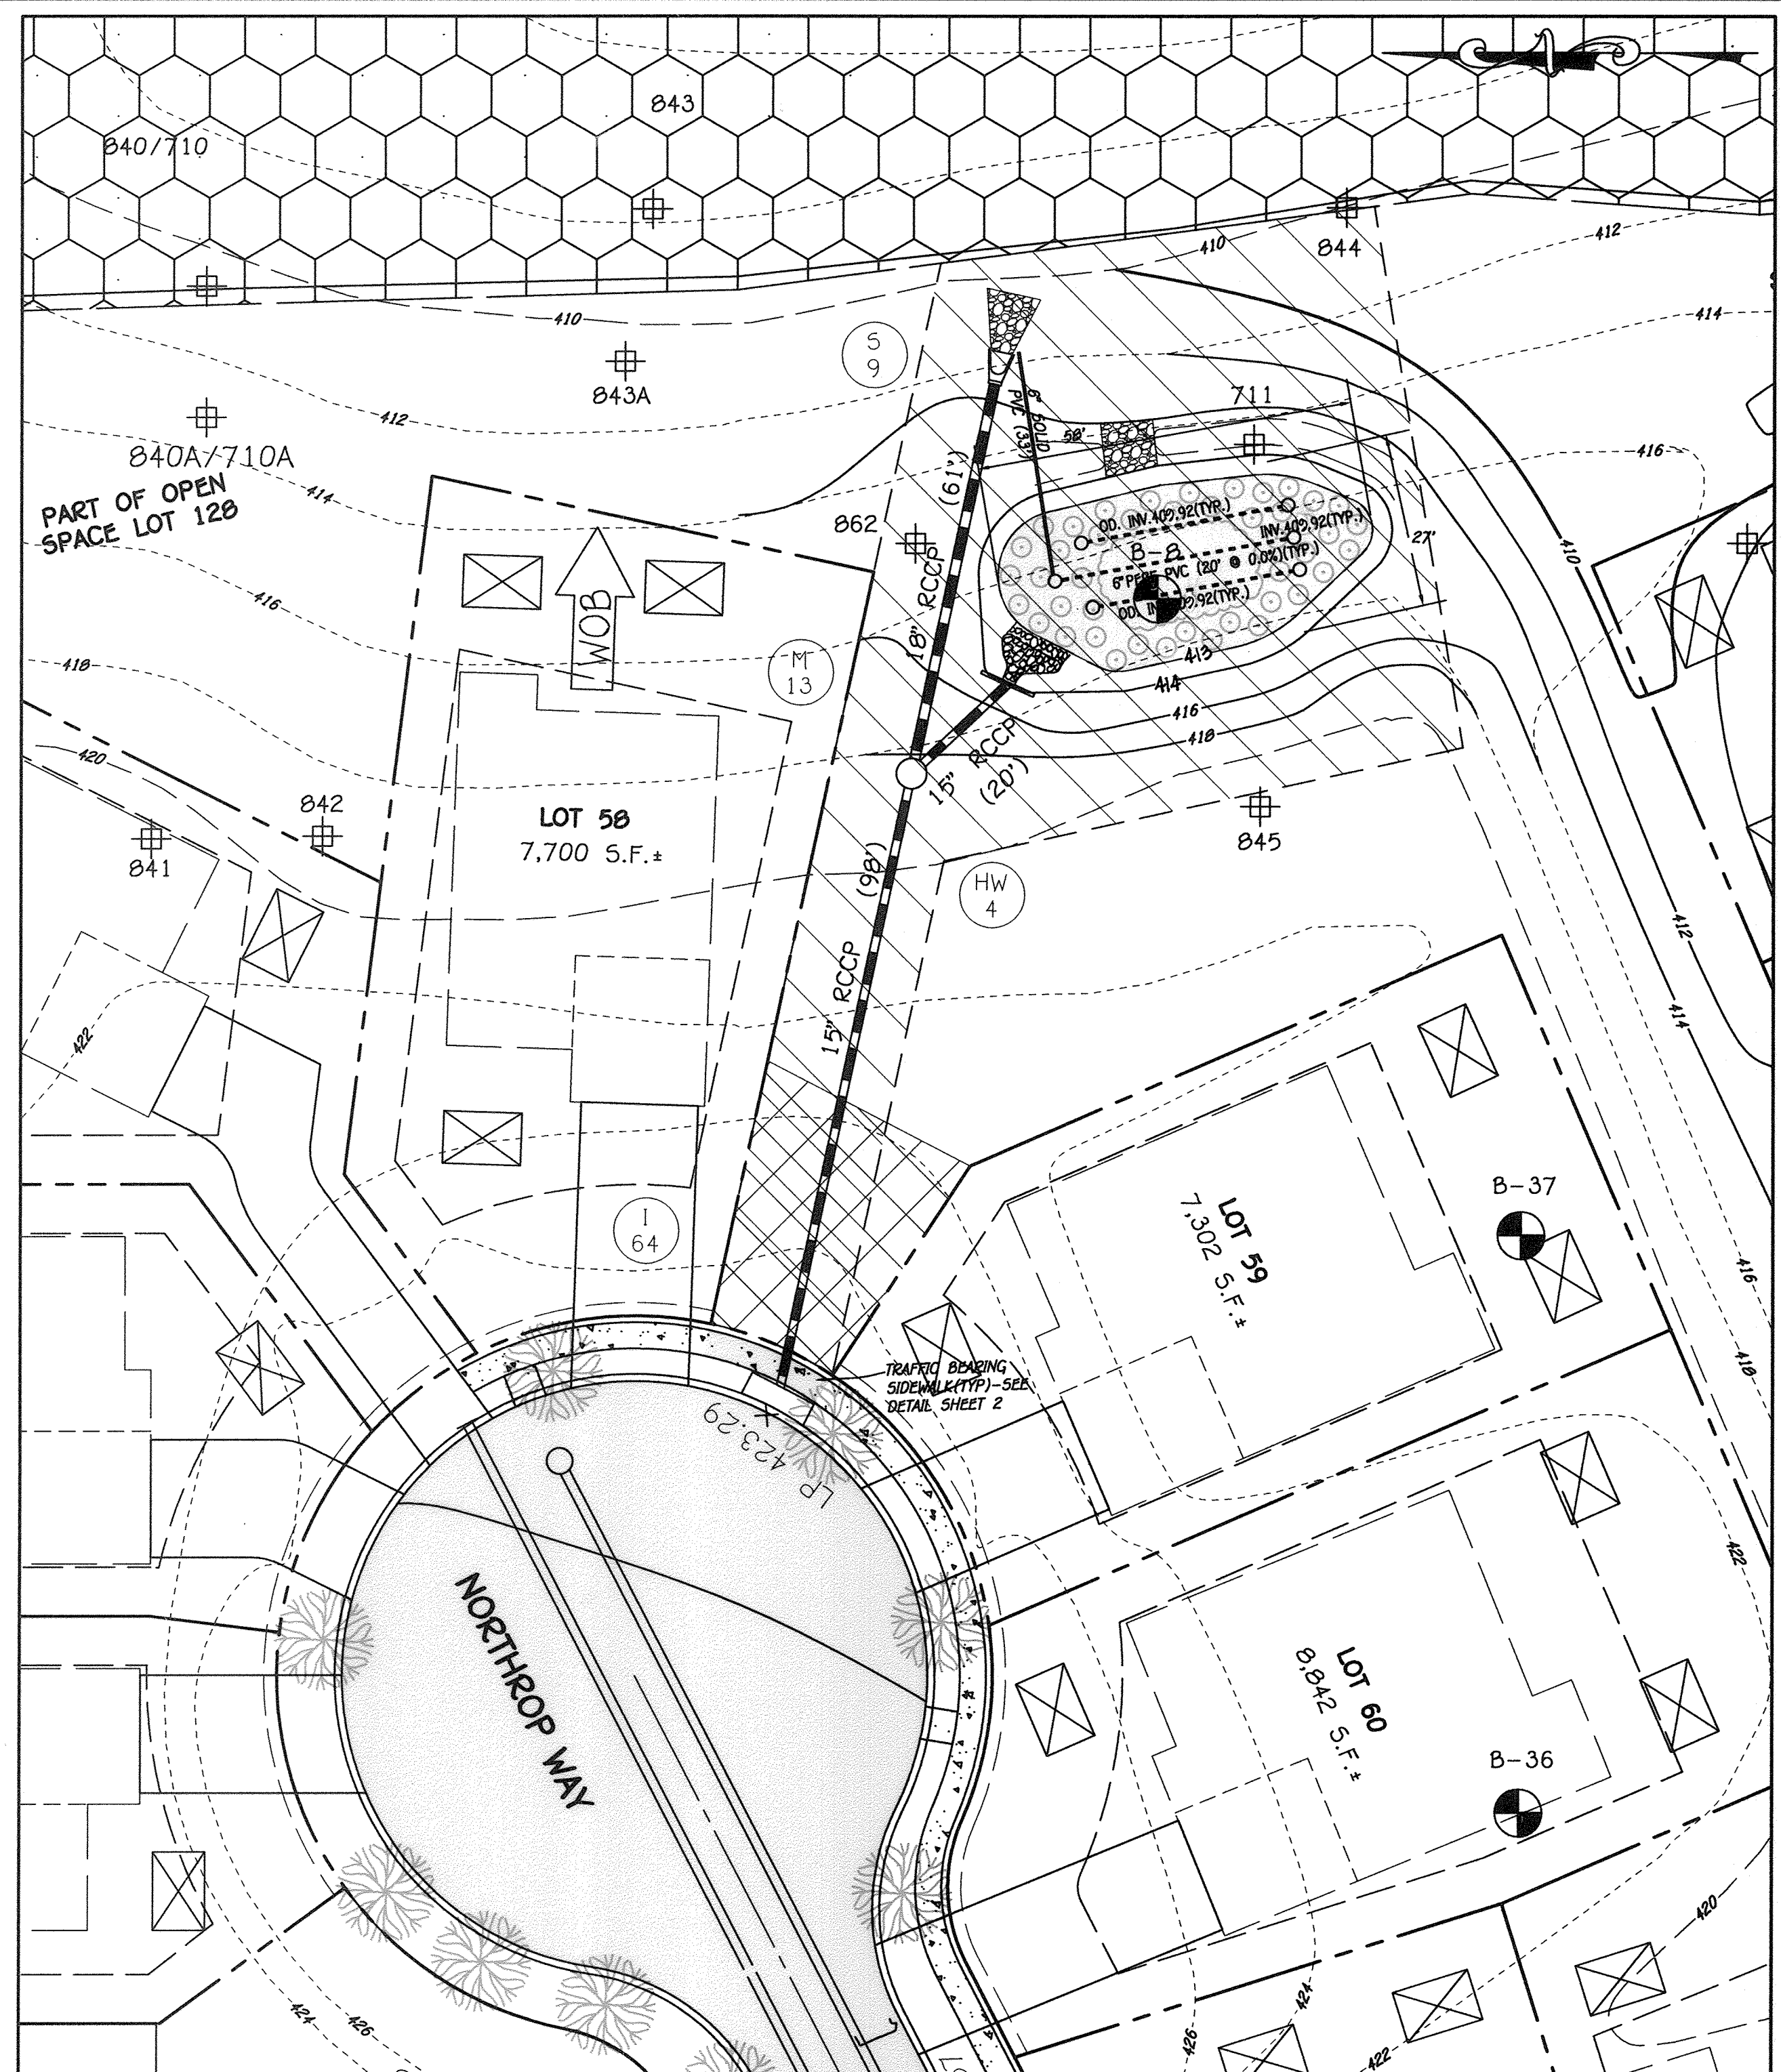 843
840/710
410
844
412
410
S
9
414
843A
711
412
6" SOLID
PVC (33')
58'
840A/710A
PART OF OPEN
SPACE LOT 128
414
(61')
416
862
INV.409.92(TYP.)
INV.409.92(TYP.)
27'
410
B-8
(20' @ 0.0%)(TYP.)
416
WOB
18" RCCP
413
418
M
13
414
416
418
420
15" RCCP
(20')
842
841
LOT 58
7,700 S.F.±
845
(98')
HW
4
412
15" RCCP
414
422
B-37
LOT 59
7,302 S.F.±
I
64
416
TRAFFIC BEARING
SIDEWALK(TYP)-SEE
DETAIL SHEET 2
418
LP
423.29
X
422
NORTHROP WAY
LOT 60
8,842 S.F.±
B-36
420
424
426
424
426
422